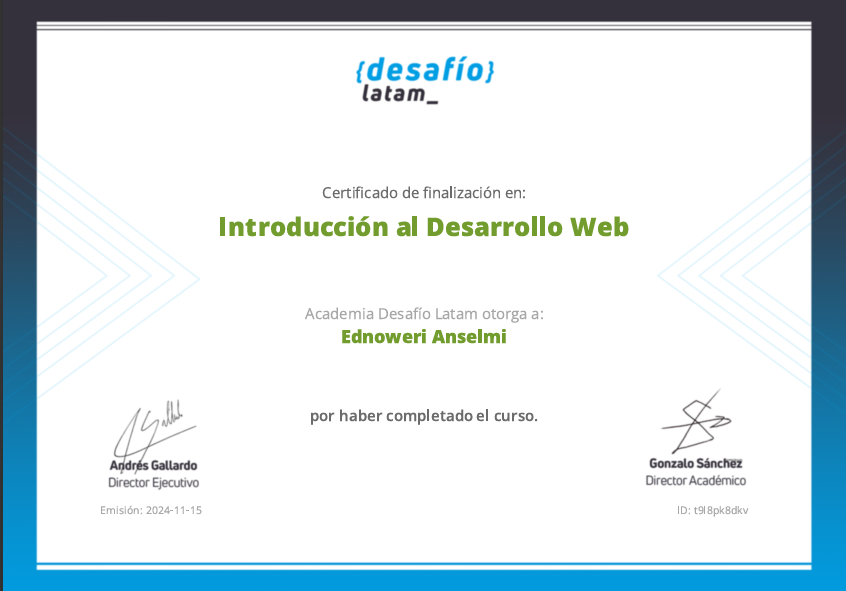 {desafío}
latam_
Certificado de finalización en:
Introducción al Desarrollo Web
Academia Desafío Latam otorga a:
Ednoweri Anselmi
por haber completado el curso.
Andrés Gallardo
Director Ejecutivo
Emisión: 2024-11-15
Gonzalo Sánchez
Director Académico
ID: t9l8pk8dkv